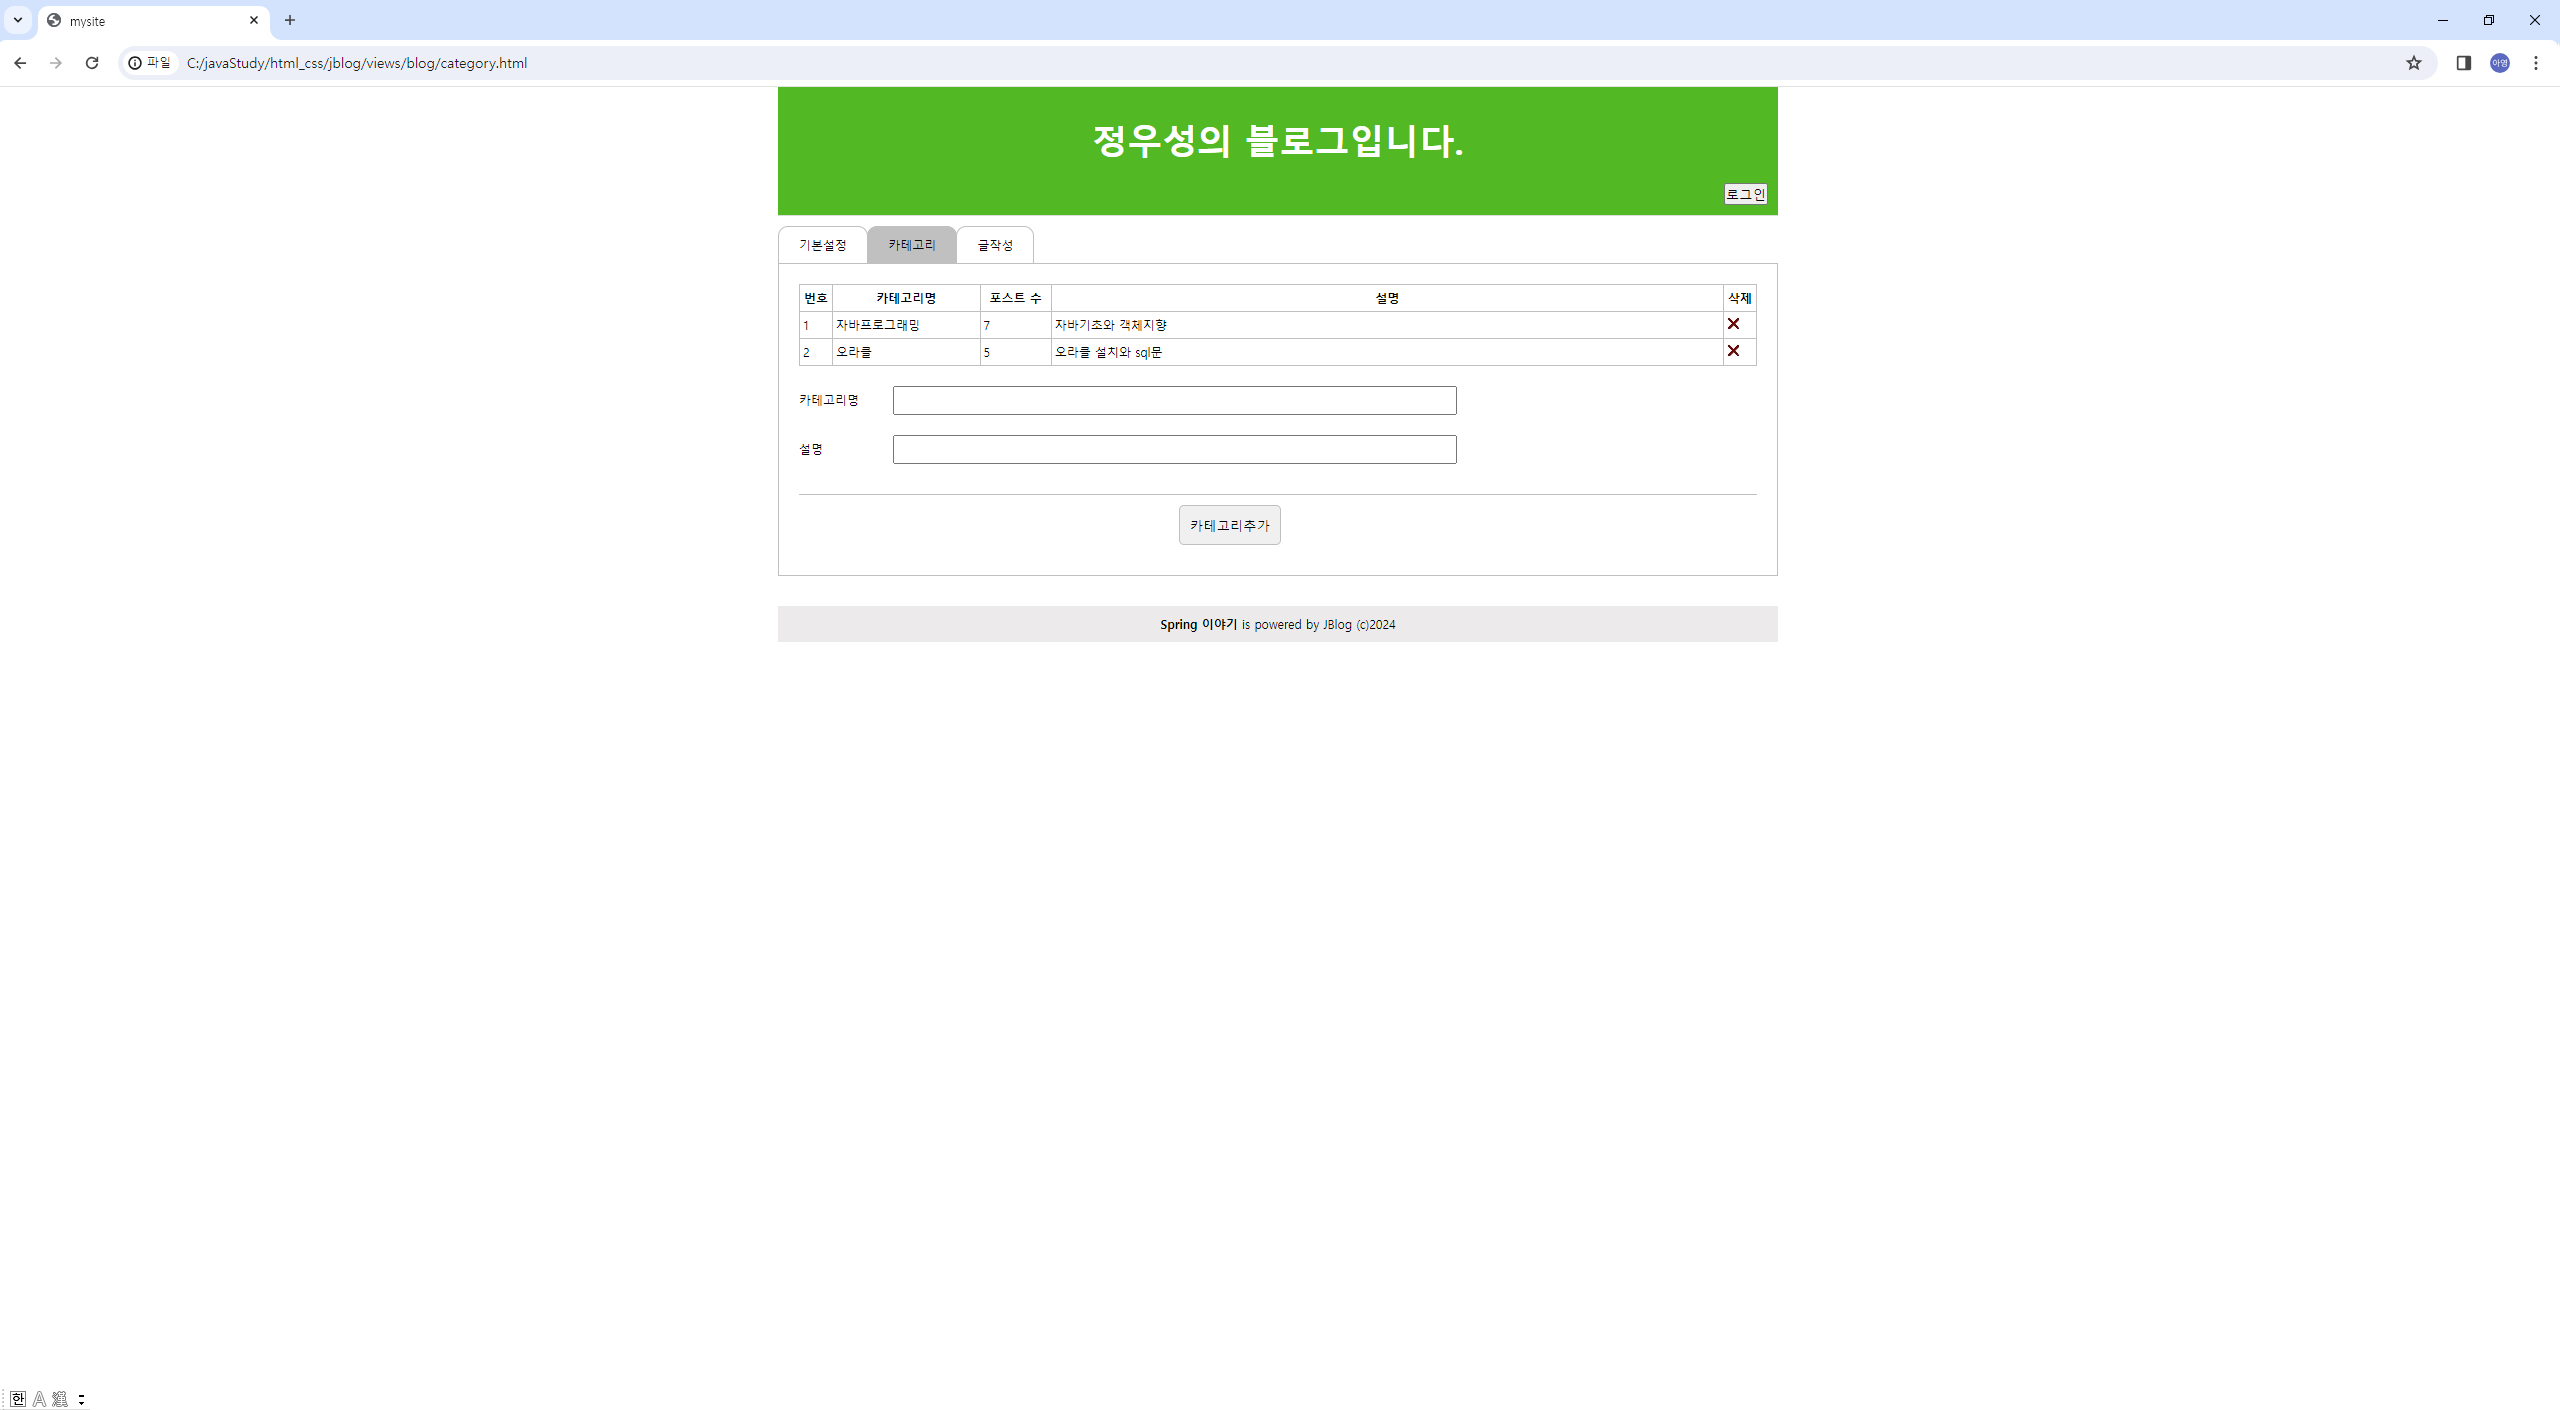 mysite
파일 C:/javaStudy/html_css/jblog/views/blog/category.html 아영
정우성의 블로그입니다.
로그인
기본설정 카테고리 글작성
번호 카테고리명 포스트 수 설명 삭제
1 자바프로그래밍 7 자바기초와 객체지향
2 오라클 5 오라클 설치와 sql문
카테고리명
설명
카테고리추가
Spring 이야기 is powered by JBlog (c)2024
한 A 漢